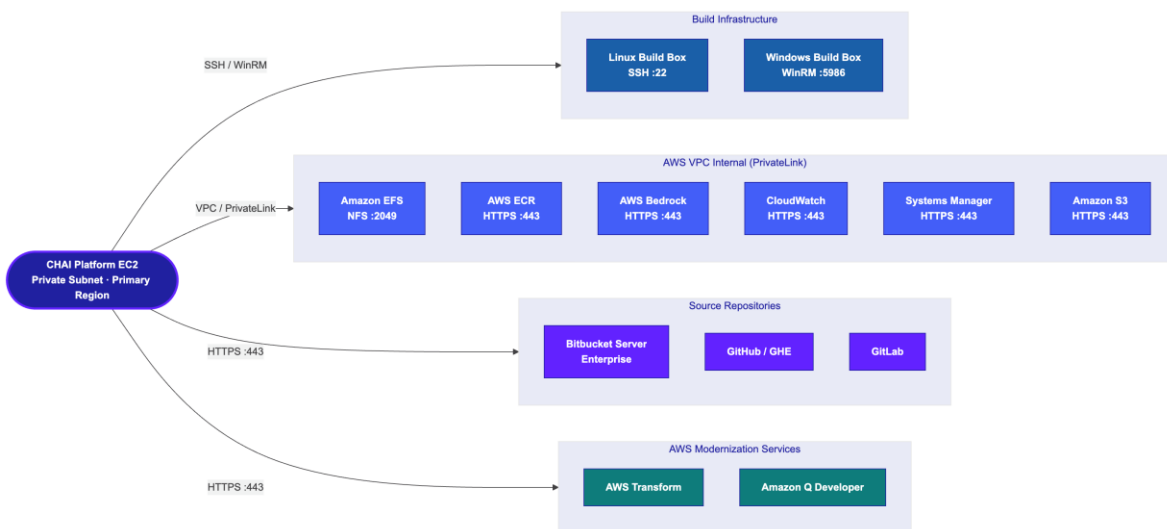 Build Infrastructure
Linux Build Box
SSH :22
Windows Build Box
WinRM :5986
SSH / WinRM
AWS VPC Internal (PrivateLink)
Amazon EFS
NFS :2049
AWS ECR
HTTPS :443
AWS Bedrock
HTTPS :443
CloudWatch
HTTPS :443
Systems Manager
HTTPS :443
Amazon S3
HTTPS :443
VPC / PrivateLink
CHAI Platform EC2
Private Subnet · Primary
Region
Source Repositories
Bitbucket Server
Enterprise
GitHub / GHE
GitLab
HTTPS :443
AWS Modernization Services
AWS Transform
Amazon Q Developer
HTTPS :443